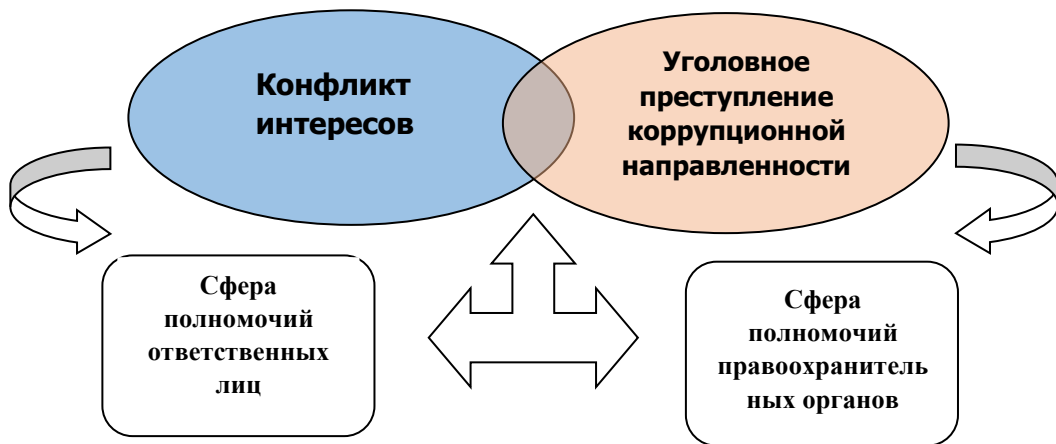 Конфликт
интересов
Уголовное
преступление
коррупционной
направленности
Сфера
полномочий
ответственных
лиц
Сфера
полномочий
правоохранитель
ных органов